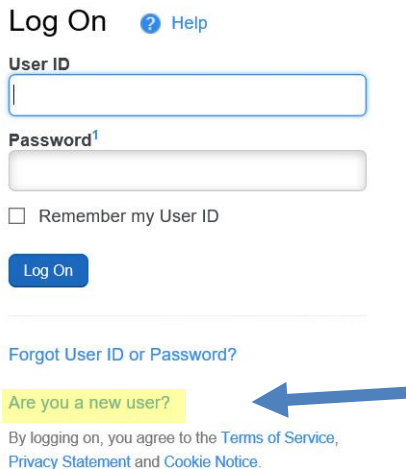 Log On ? Help
User ID
Password¹
Remember my User ID
Log On
Forgot User ID or Password?
Are you a new user?
By logging on, you agree to the Terms of Service,
Privacy Statement and Cookie Notice.